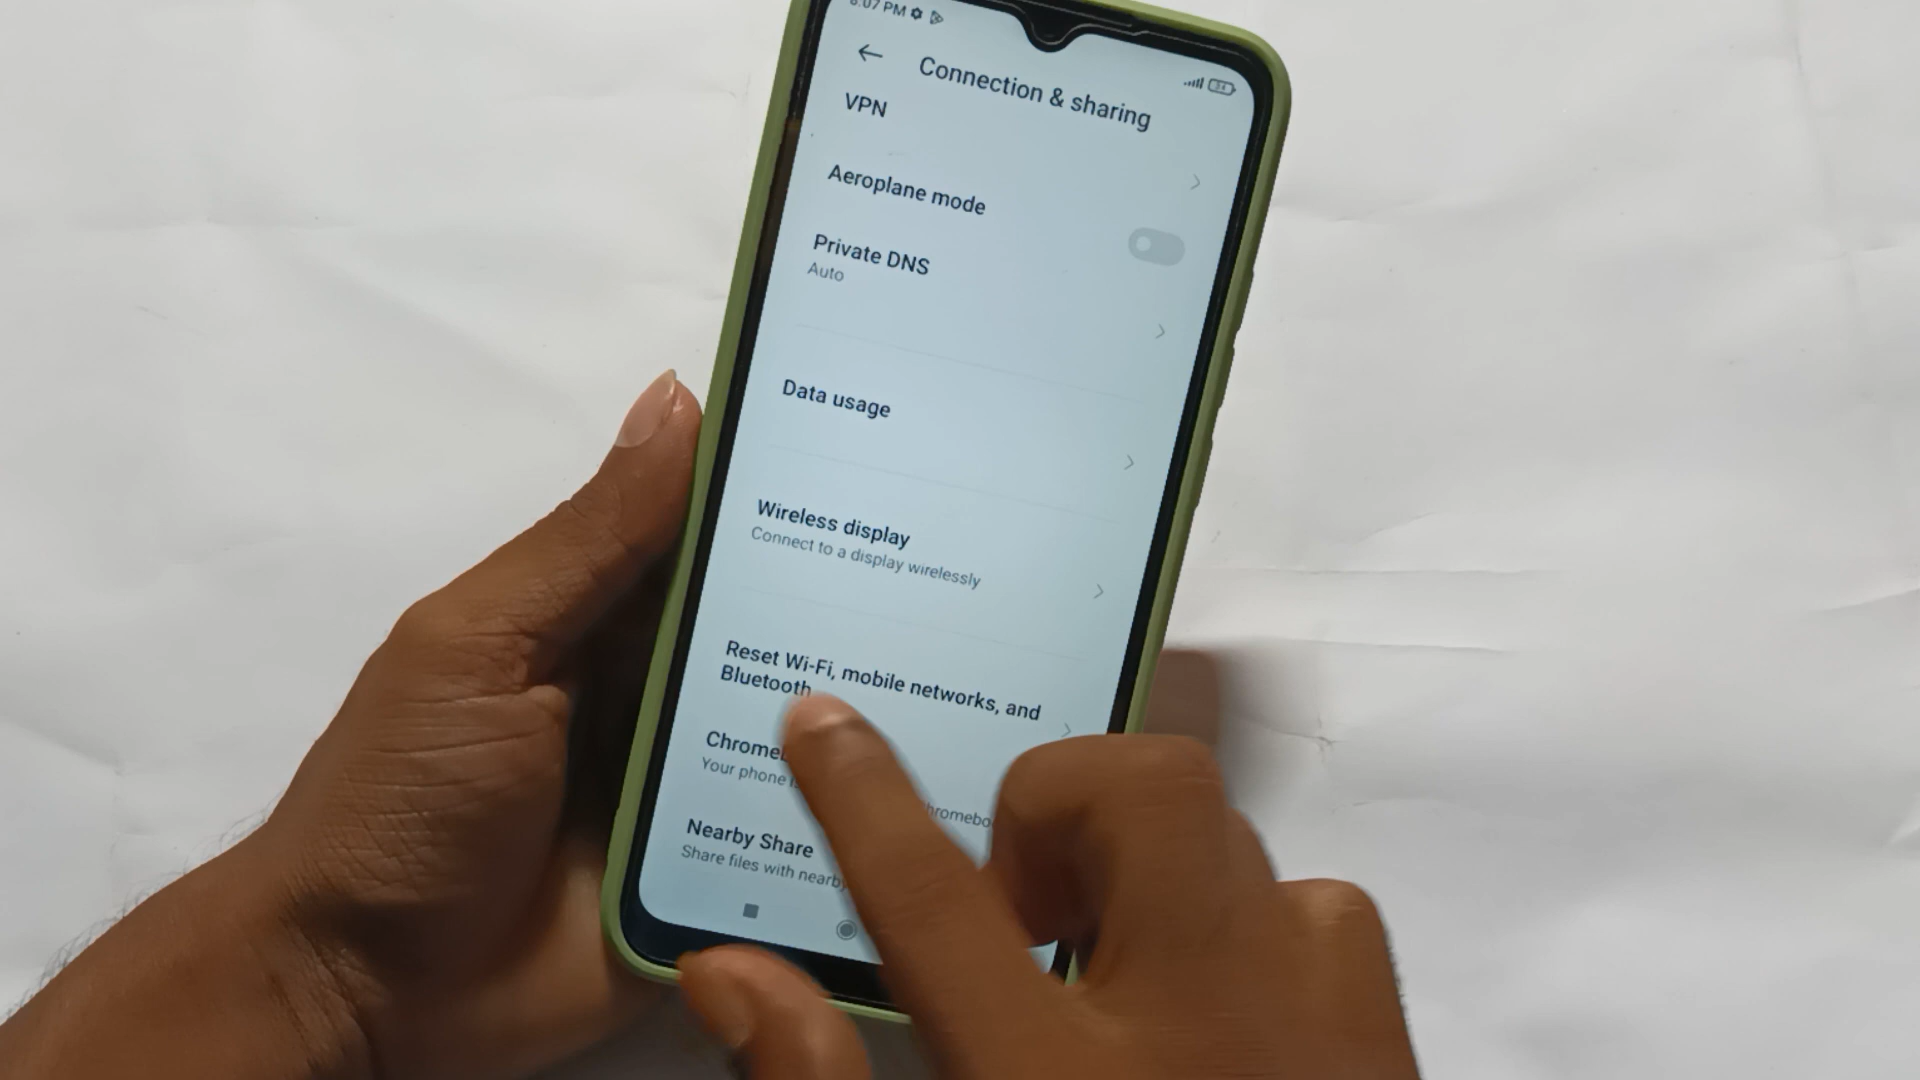 8:07 PM
Connection & sharing
VPN
Aeroplane mode
Private DNS
Auto
Data usage
Wireless display
Connect to a display wirelessly
Reset Wi-Fi, mobile networks, and
Bluetooth
Your phone
Nearby Share
Share files with nearby